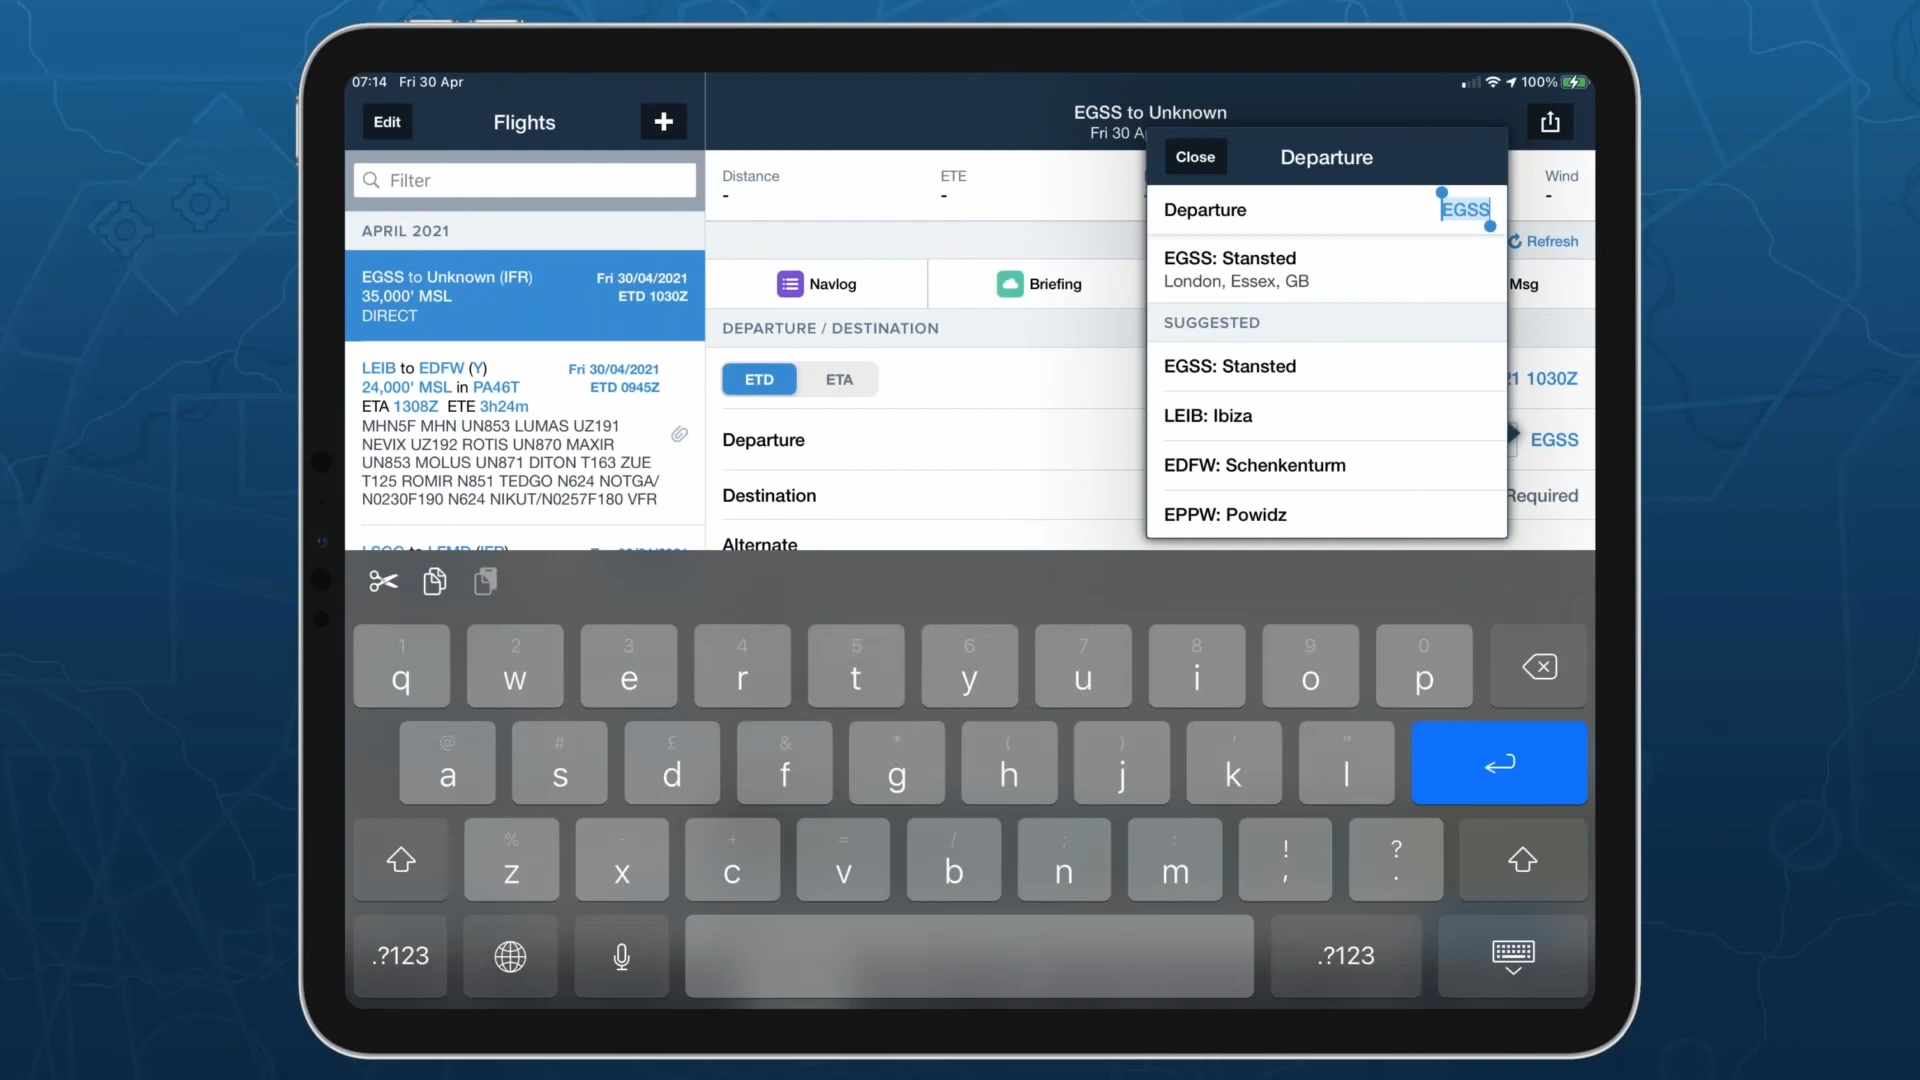 07:14 Fri 30 Apr
100%
Edit
Flights
EGSS to Unknown
Fri 30 A
Filter
APRIL 2021
EGSS to Unknown (IFR)
Fri 30/04/2021
35,000' MSL
ETD 1030Z
DIRECT
LEIB to EDFW (Y)
Fri 30/04/2021
24,000' MSL in PA46T
ETD 0945Z
ETA 1308Z ETE 3h24m
MHN5F MHN UN853 LUMAS UZ191
NEVIX UZ192 ROTIS UN870 MAXIR
UN853 MOLUS UN871 DITON T163 ZUE
T125 ROMIR N851 TEDGO N624 NOTGA/
N0230F190 N624 NIKUT/N0257F180 VFR
Distance
-
ETE
-
Wind
-
Refresh
Navlog
Briefing
Msg
DEPARTURE / DESTINATION
ETD
ETA
21 1030Z
Departure
EGSS
Destination
Required
Alternate
Close
Departure
Departure
EGSS
EGSS: Stansted
London, Essex, GB
SUGGESTED
EGSS: Stansted
LEIB: Ibiza
EDFW: Schenkenturm
EPPW: Powidz
1 2 3 4 5 6 7 8 9 0
q w e r t y u i o p
@ # £ & * ( ) ' "
a s d f g h j k l
% - + = / ; : ! ?
z x c v b n m , .
.?123
.?123